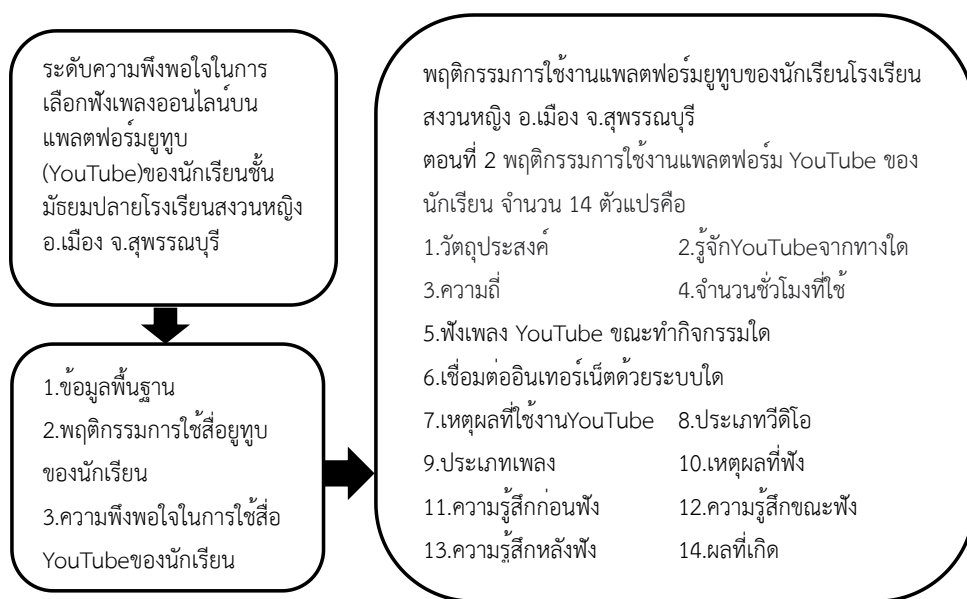 ระดับความพึงพอใจในการ
เลือกฟังเพลงออนไลน์บน
แพลตฟอร์มยูทูบ
(YouTube)ของนักเรียนชั้น
มัธยมปลายโรงเรียนสงวนหญิง
อ.เมือง จ.สุพรรณบุรี
1.ข้อมูลพื้นฐาน
2.พฤติกรรมการใช้สื่อยูทูบ
ของนักเรียน
3.ความพึงพอใจในการใช้สื่อ
YouTubeของนักเรียน
พฤติกรรมการใช้งานแพลตฟอร์มยูทูบของนักเรียนโรงเรียน
สงวนหญิง อ.เมือง จ.สุพรรณบุรี
ตอนที่ 2 พฤติกรรมการใช้งานแพลตฟอร์ม YouTube ของ
นักเรียน จำนวน 14 ตัวแปรคือ
1.วัตถุประสงค์ 2.รู้จักYouTubeจากทางใด
3.ความถี่ 4.จำนวนชั่วโมงที่ใช้
5.ฟังเพลง YouTube ขณะทำกิจกรรมใด
6.เชื่อมต่ออินเทอร์เน็ตด้วยระบบใด
7.เหตุผลที่ใช้งานYouTube 8.ประเภทวีดิโอ
9.ประเภทเพลง 10.เหตุผลที่ฟัง
11.ความรู้สึกก่อนฟัง 12.ความรู้สึกขณะฟัง
13.ความรู้สึกหลังฟัง 14.ผลที่เกิด